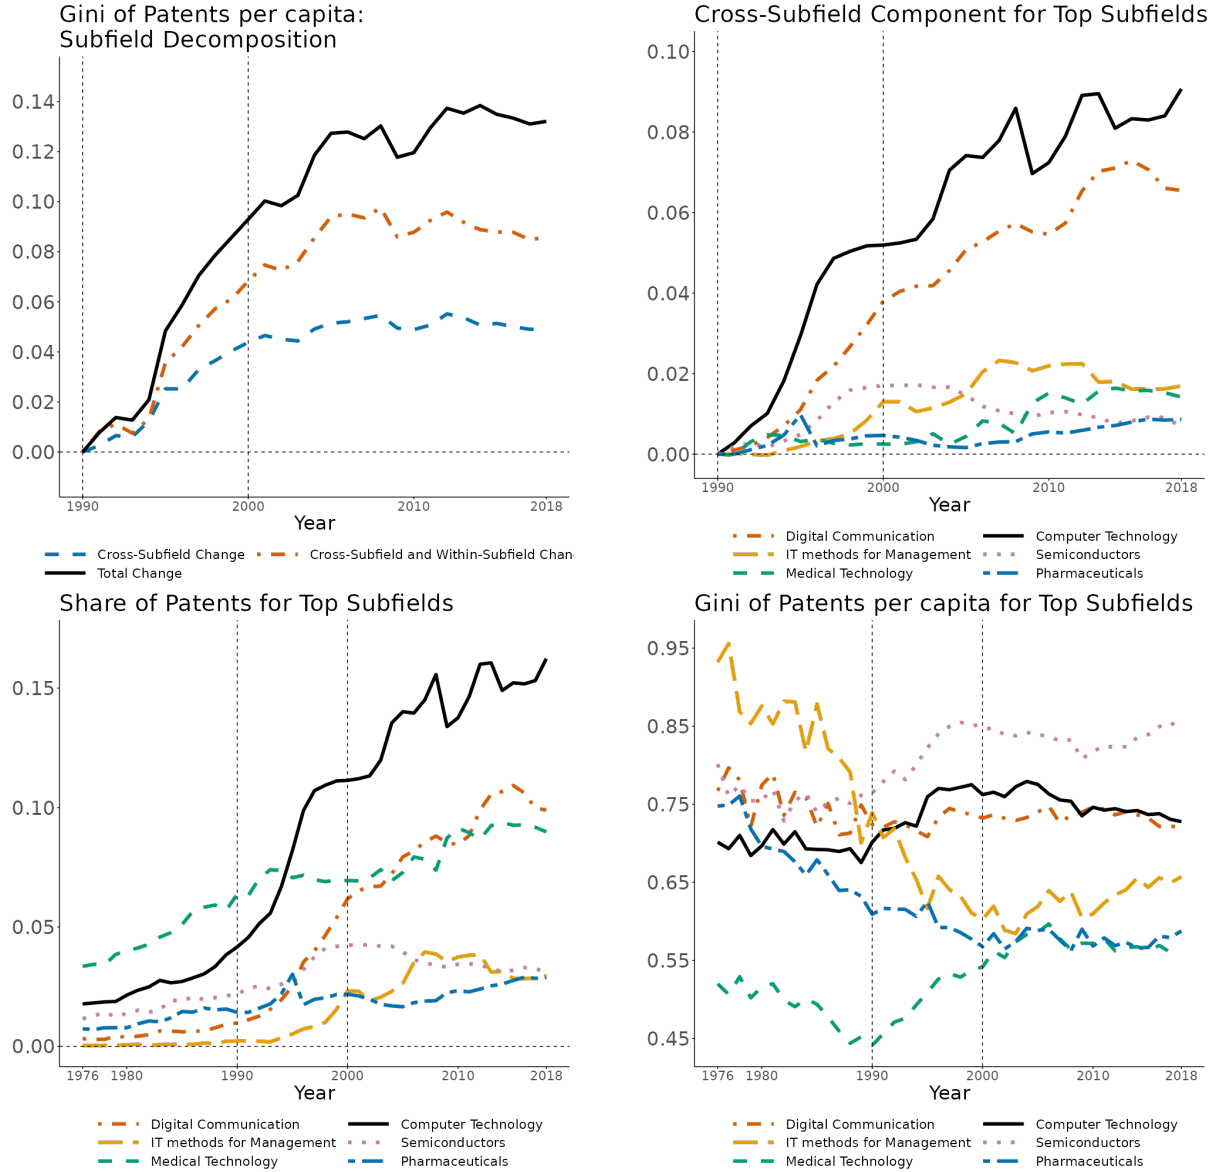 Gini of Patents per capita:
Subfield Decomposition
0.14
0.12
0.10
0.08
0.06
0.04
0.02
0.00
1990 2000 2010 2018
Year
Cross-Subfield Change Cross-Subfield and Within-Subfield Chan
Total Change
Cross-Subfield Component for Top Subfields
0.10
0.08
0.06
0.04
0.02
0.00
1990 2000 2010 2018
Year
Digital Communication Computer Technology
IT methods for Management Semiconductors
Medical Technology Pharmaceuticals
Share of Patents for Top Subfields
0.15
0.10
0.05
0.00
1976 1980 1990 2000 2010 2018
Year
Digital Communication Computer Technology
IT methods for Management Semiconductors
Medical Technology Pharmaceuticals
Gini of Patents per capita for Top Subfields
0.95
0.85
0.75
0.65
0.55
0.45
1976 1980 1990 2000 2010 2018
Year
Digital Communication Computer Technology
IT methods for Management Semiconductors
Medical Technology Pharmaceuticals